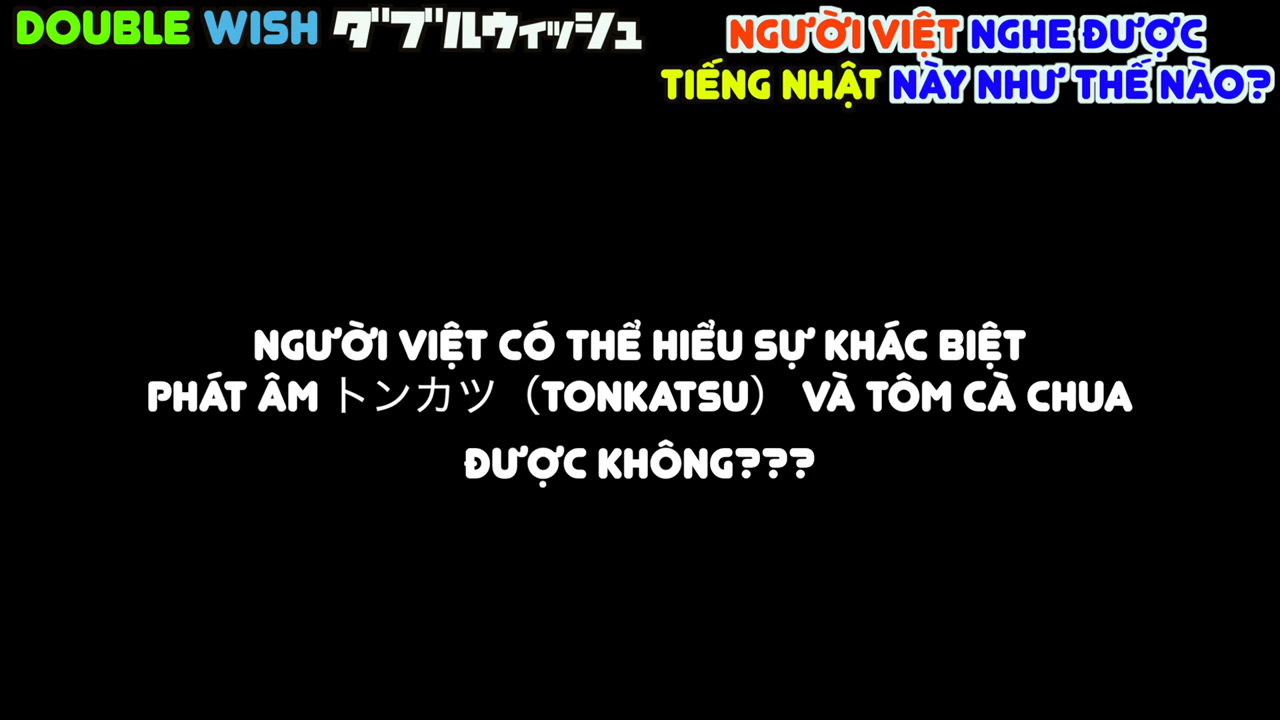 DOUBLE WISH ダブルウィッシュ
NGƯỜI VIỆT NGHE ĐƯỢC
TIẾNG NHẬT NÀY NHƯ THẾ NÀO?
NGƯỜI VIỆT CÓ THỂ HIỂU SỰ KHÁC BIỆT
PHÁT ÂM トンカツ（TONKATSU） VÀ TÔM CÀ CHUA
ĐƯỢC KHÔNG???